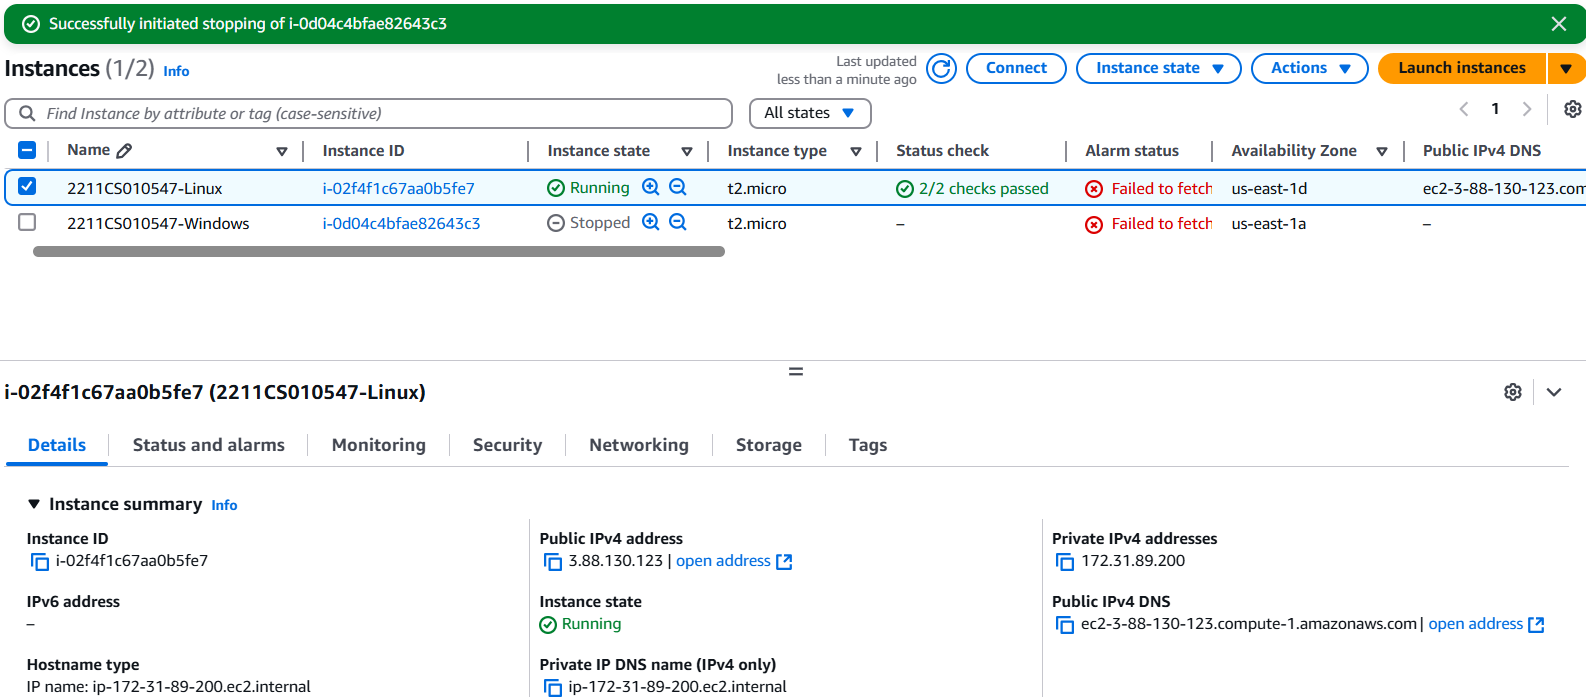 Successfully initiated stopping of i-0d04c4bfae82643c3
Instances (1/2) Info
Last updated
less than a minute ago
Connect
Instance state
Actions
Launch instances
Find Instance by attribute or tag (case-sensitive)
All states
1
Name Instance ID Instance state Instance type Status check Alarm status Availability Zone Public IPv4 DNS
2211CS010547-Linux i-02f4f1c67aa0b5fe7 Running t2.micro 2/2 checks passed Failed to fetch us-east-1d ec2-3-88-130-123.com
2211CS010547-Windows i-0d04c4bfae82643c3 Stopped t2.micro – Failed to fetch us-east-1a –
i-02f4f1c67aa0b5fe7 (2211CS010547-Linux)
Details Status and alarms Monitoring Security Networking Storage Tags
Instance summary Info
Instance ID
i-02f4f1c67aa0b5fe7
Public IPv4 address
3.88.130.123 | open address
Private IPv4 addresses
172.31.89.200
IPv6 address
–
Instance state
Running
Public IPv4 DNS
ec2-3-88-130-123.compute-1.amazonaws.com | open address
Hostname type
IP name: ip-172-31-89-200.ec2.internal
Private IP DNS name (IPv4 only)
ip-172-31-89-200.ec2.internal